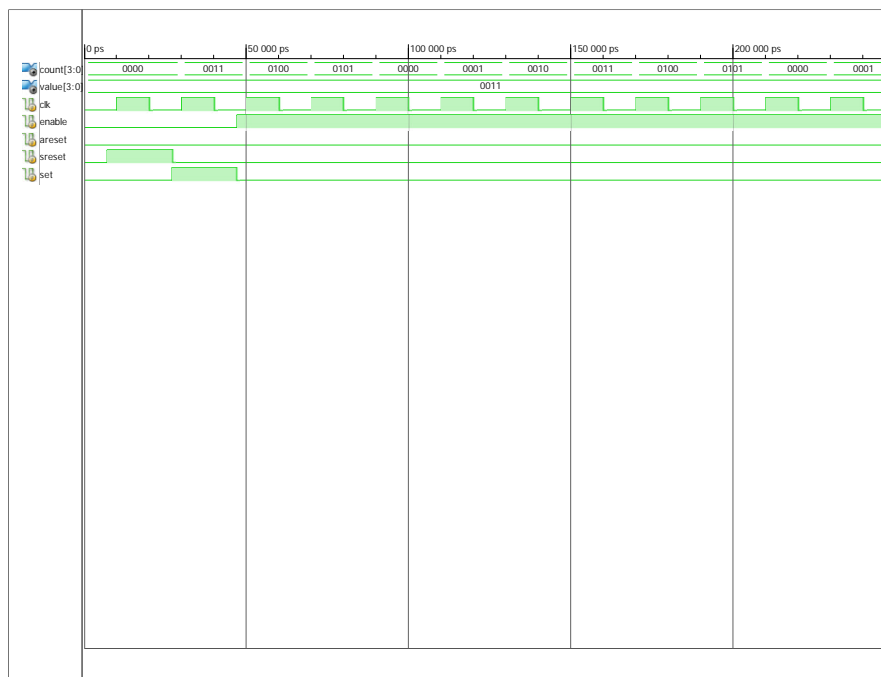 0 ps 50 000 ps 100 000 ps 150 000 ps 200 000 ps
count[3:0] 0000 0011 0100 0101 0000 0001 0010 0011 0100 0101 0000 0001
value[3:0] 0011
clk
enable
areset
sreset
set